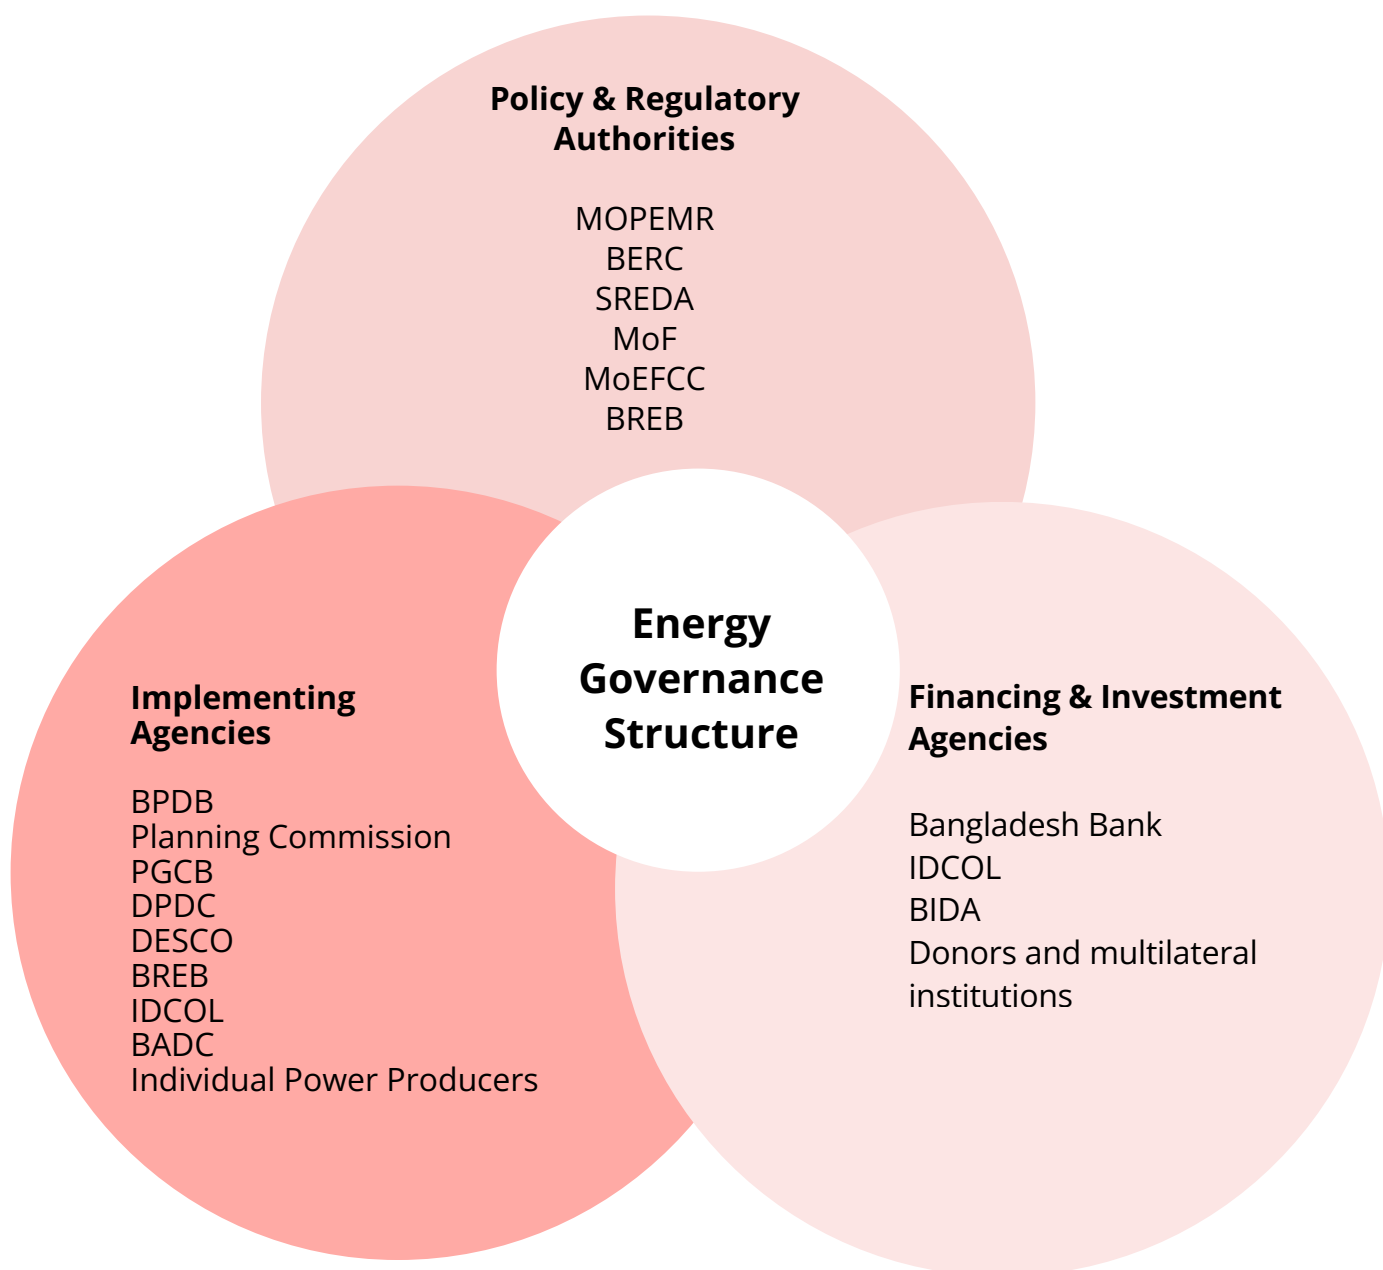 Policy & Regulatory
Authorities
MOPEMR
BERC
SREDA
MoF
MoEFCC
BREB
Energy
Governance
Structure
Implementing
Agencies
BPDB
Planning Commission
PGCB
DPDC
DESCO
BREB
IDCOL
BADC
Individual Power Producers
Financing & Investment
Agencies
Bangladesh Bank
IDCOL
BIDA
Donors and multilateral
institutions